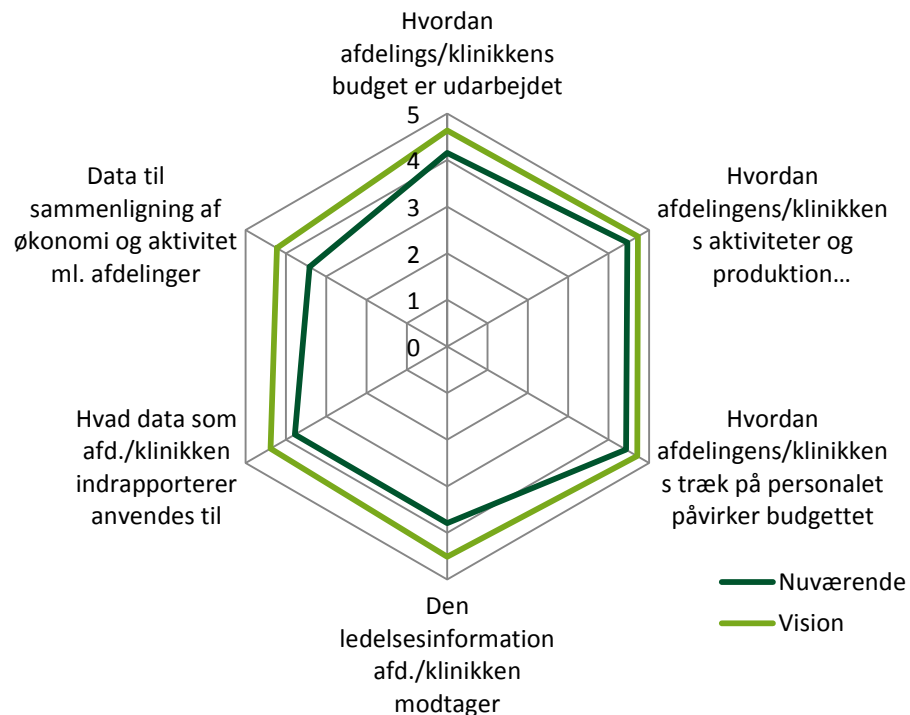 Hvordan
afdelings/klinikkens
budget er udarbejdet
5
4
3
2
1
0
Hvordan
afdelingens/klinikken
s aktiviteter og
produktion…
Hvordan
afdelingens/klinikken
s træk på personalet
påvirker budgettet
Den
ledelsesinformation
afd./klinikken
modtager
Hvad data som
afd./klinikken
indrapporterer
anvendes til
Data til
sammenligning af
økonomi og aktivitet
ml. afdelinger
Nuværende
Vision